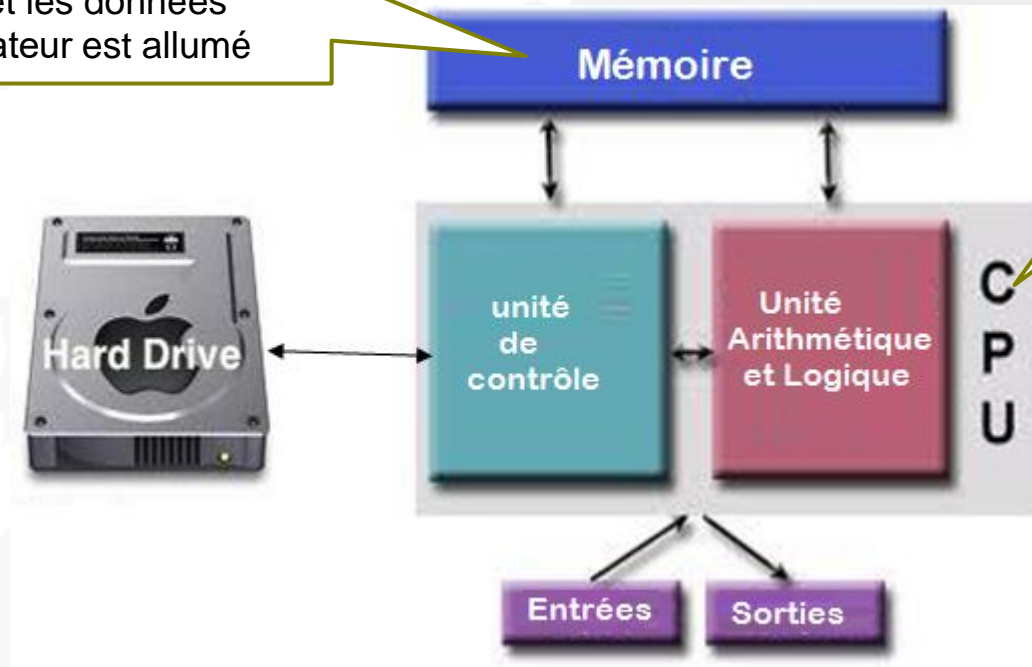 et les données
ateur est allumé
Mémoire
Hard Drive
unité
de
contrôle
Unité
Arithmétique
et Logique
C
P
U
Entrées
Sorties